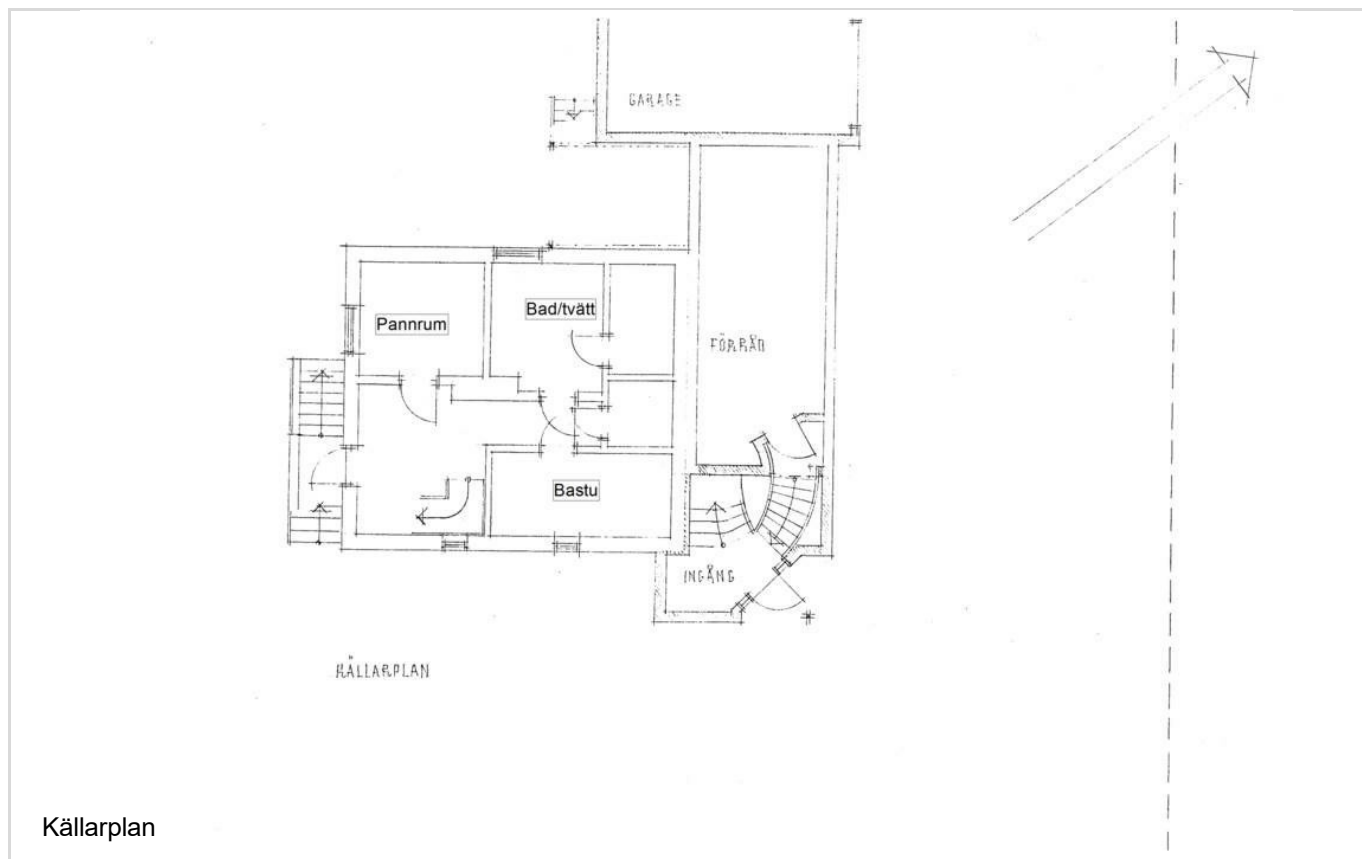 GARAGE
Pannrum
Bad/tvätt
FÖRRÅD
Bastu
INGÅNG
KÄLLARPLAN
Källarplan